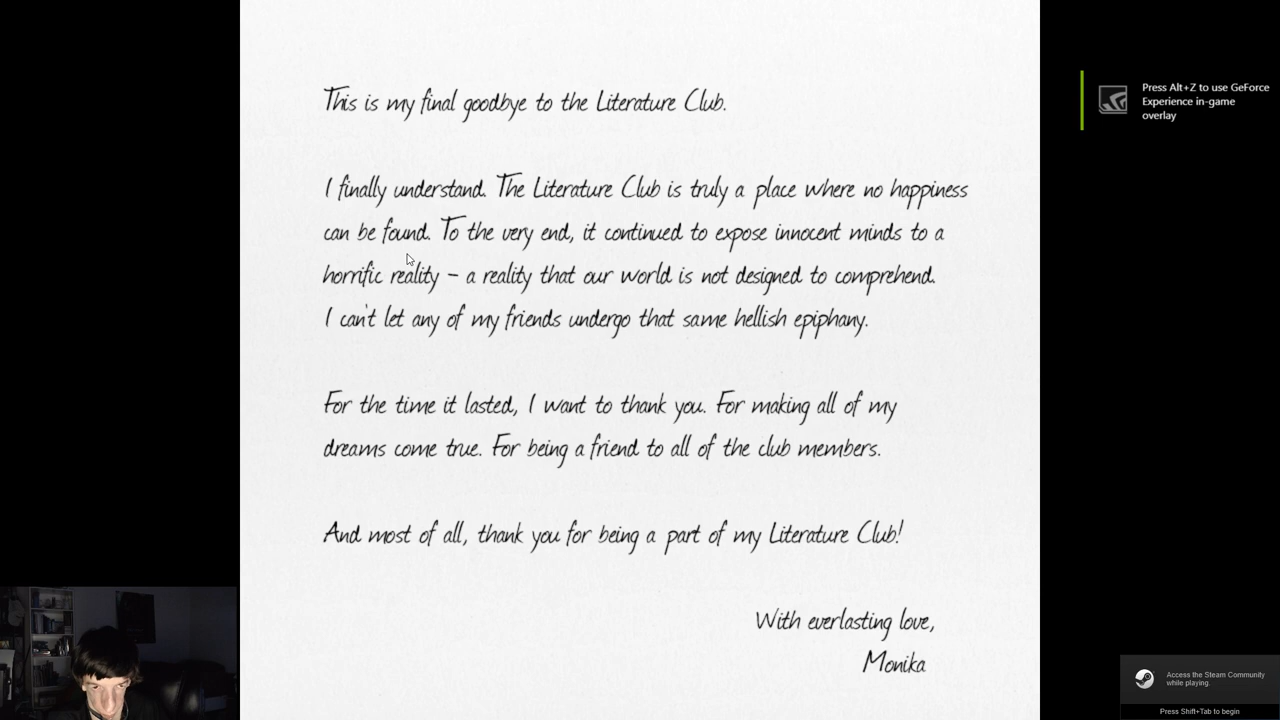 This is my final goodbye to the Literature Club.
I finally understand. The Literature Club is truly a place where no happiness
can be found. To the very end, it continued to expose innocent minds to a
horrific reality – a reality that our world is not designed to comprehend.
I can't let any of my friends undergo that same hellish epiphany.
For the time it lasted, I want to thank you. For making all of my
dreams come true. For being a friend to all of the club members.
And most of all, thank you for being a part of my Literature Club!
With everlasting love,
Monika
Press Alt+Z to use GeForce
Experience in-game
overlay
Access the Steam Community
while playing.
Press Shift+Tab to begin